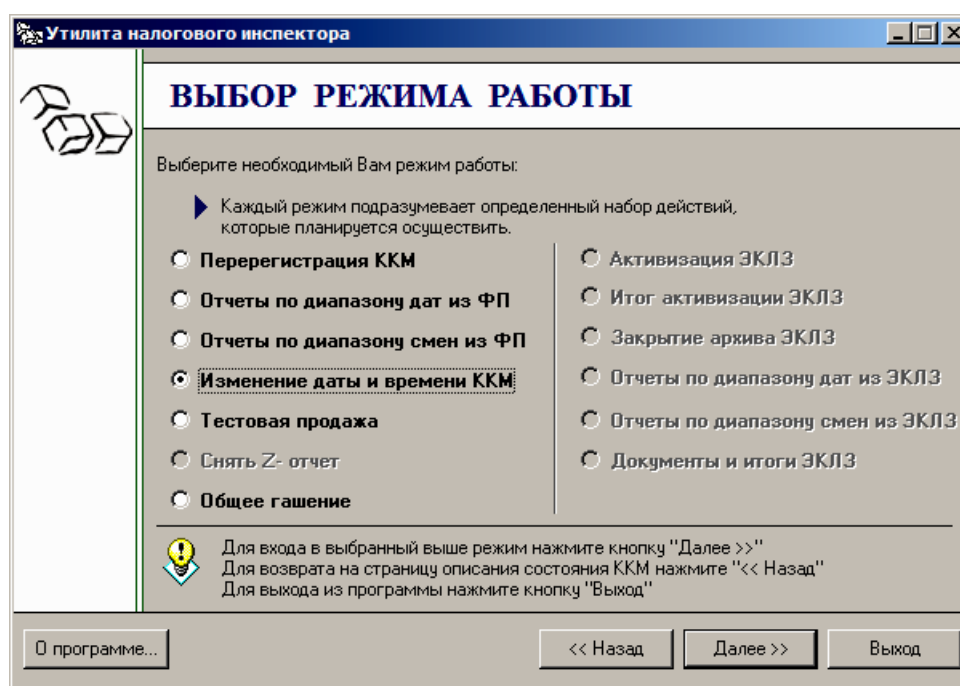 Утилита налогового инспектора
ВЫБОР РЕЖИМА РАБОТЫ
Выберите необходимый Вам режим работы:
Каждый режим подразумевает определенный набор действий,
которые планируется осуществить.
Перерегистрация ККМ
Отчеты по диапазону дат из ФП
Отчеты по диапазону смен из ФП
Изменение даты и времени ККМ
Тестовая продажа
Снять Z- отчет
Общее гашение
Активизация ЭКЛЗ
Итог активизации ЭКЛЗ
Закрытие архива ЭКЛЗ
Отчеты по диапазону дат из ЭКЛЗ
Отчеты по диапазону смен из ЭКЛЗ
Документы и итоги ЭКЛЗ
Для входа в выбранный выше режим нажмите кнопку "Далее >>"
Для возврата на страницу описания состояния ККМ нажмите "<< Назад"
Для выхода из программы нажмите кнопку "Выход"
О программе...
<< Назад
Далее >>
Выход